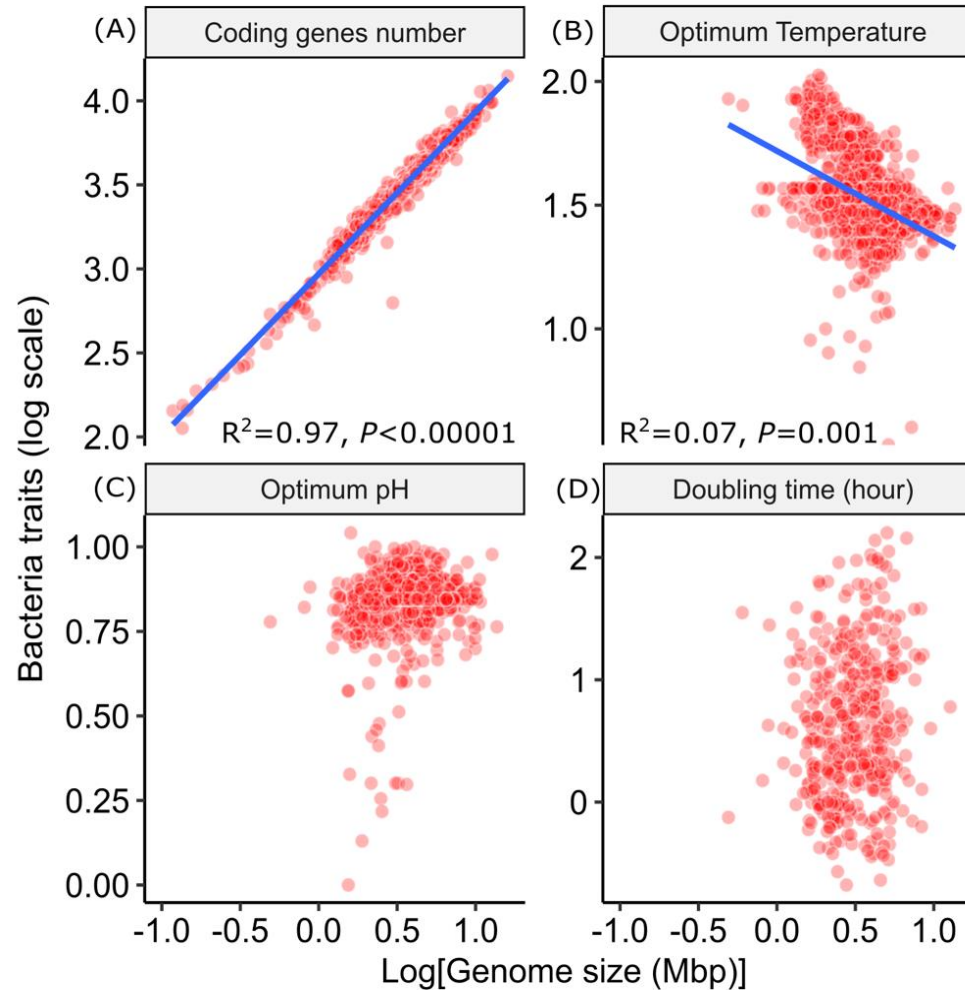 (A)
Coding genes number
(B)
Optimum Temperature
4.0
3.5
3.0
2.5
2.0
R²=0.97, P<0.00001
2.0
1.5
1.0
R²=0.07, P=0.001
Bacteria traits (log scale)
(C)
Optimum pH
(D)
Doubling time (hour)
1.00
0.75
0.50
0.25
0.00
2
1
0
-1.0 -0.5 0.0 0.5 1.0
-1.0 -0.5 0.0 0.5 1.0
Log[Genome size (Mbp)]